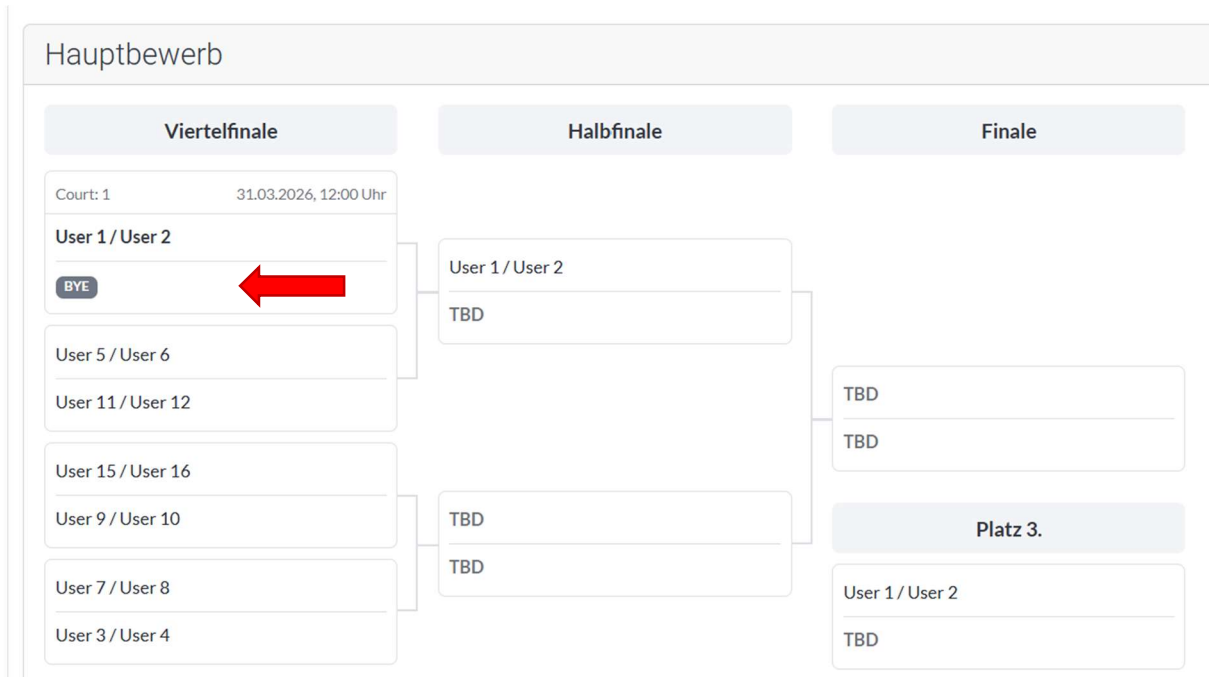 Hauptbewerb
Viertelfinale
Halbfinale
Finale
Court: 1
31.03.2026, 12:00 Uhr
User 1 / User 2
BYE
User 5 / User 6
User 11 / User 12
User 15 / User 16
User 9 / User 10
User 7 / User 8
User 3 / User 4
User 1 / User 2
TBD
TBD
TBD
TBD
TBD
Platz 3.
User 1 / User 2
TBD